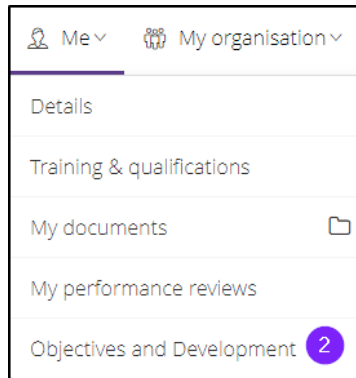 Me My organisation
Details
Training & qualifications
My documents
My performance reviews
Objectives and Development 2